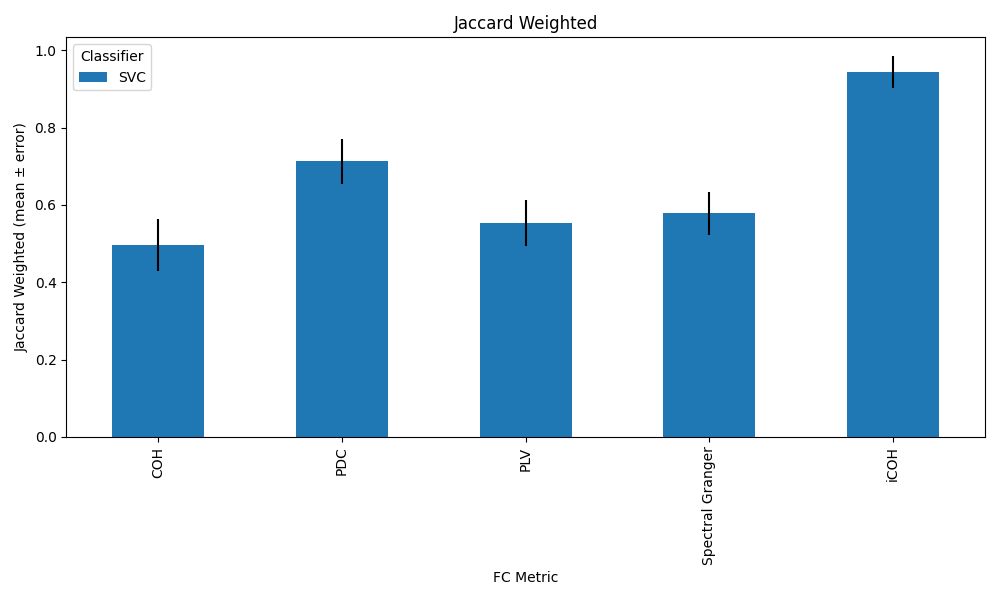 Jaccard Weighted
Jaccard Weighted (mean ± error)
1.0
0.8
0.6
0.4
0.2
0.0
Classifier
SVC
COH
PDC
PLV
Spectral Granger
iCOH
FC Metric